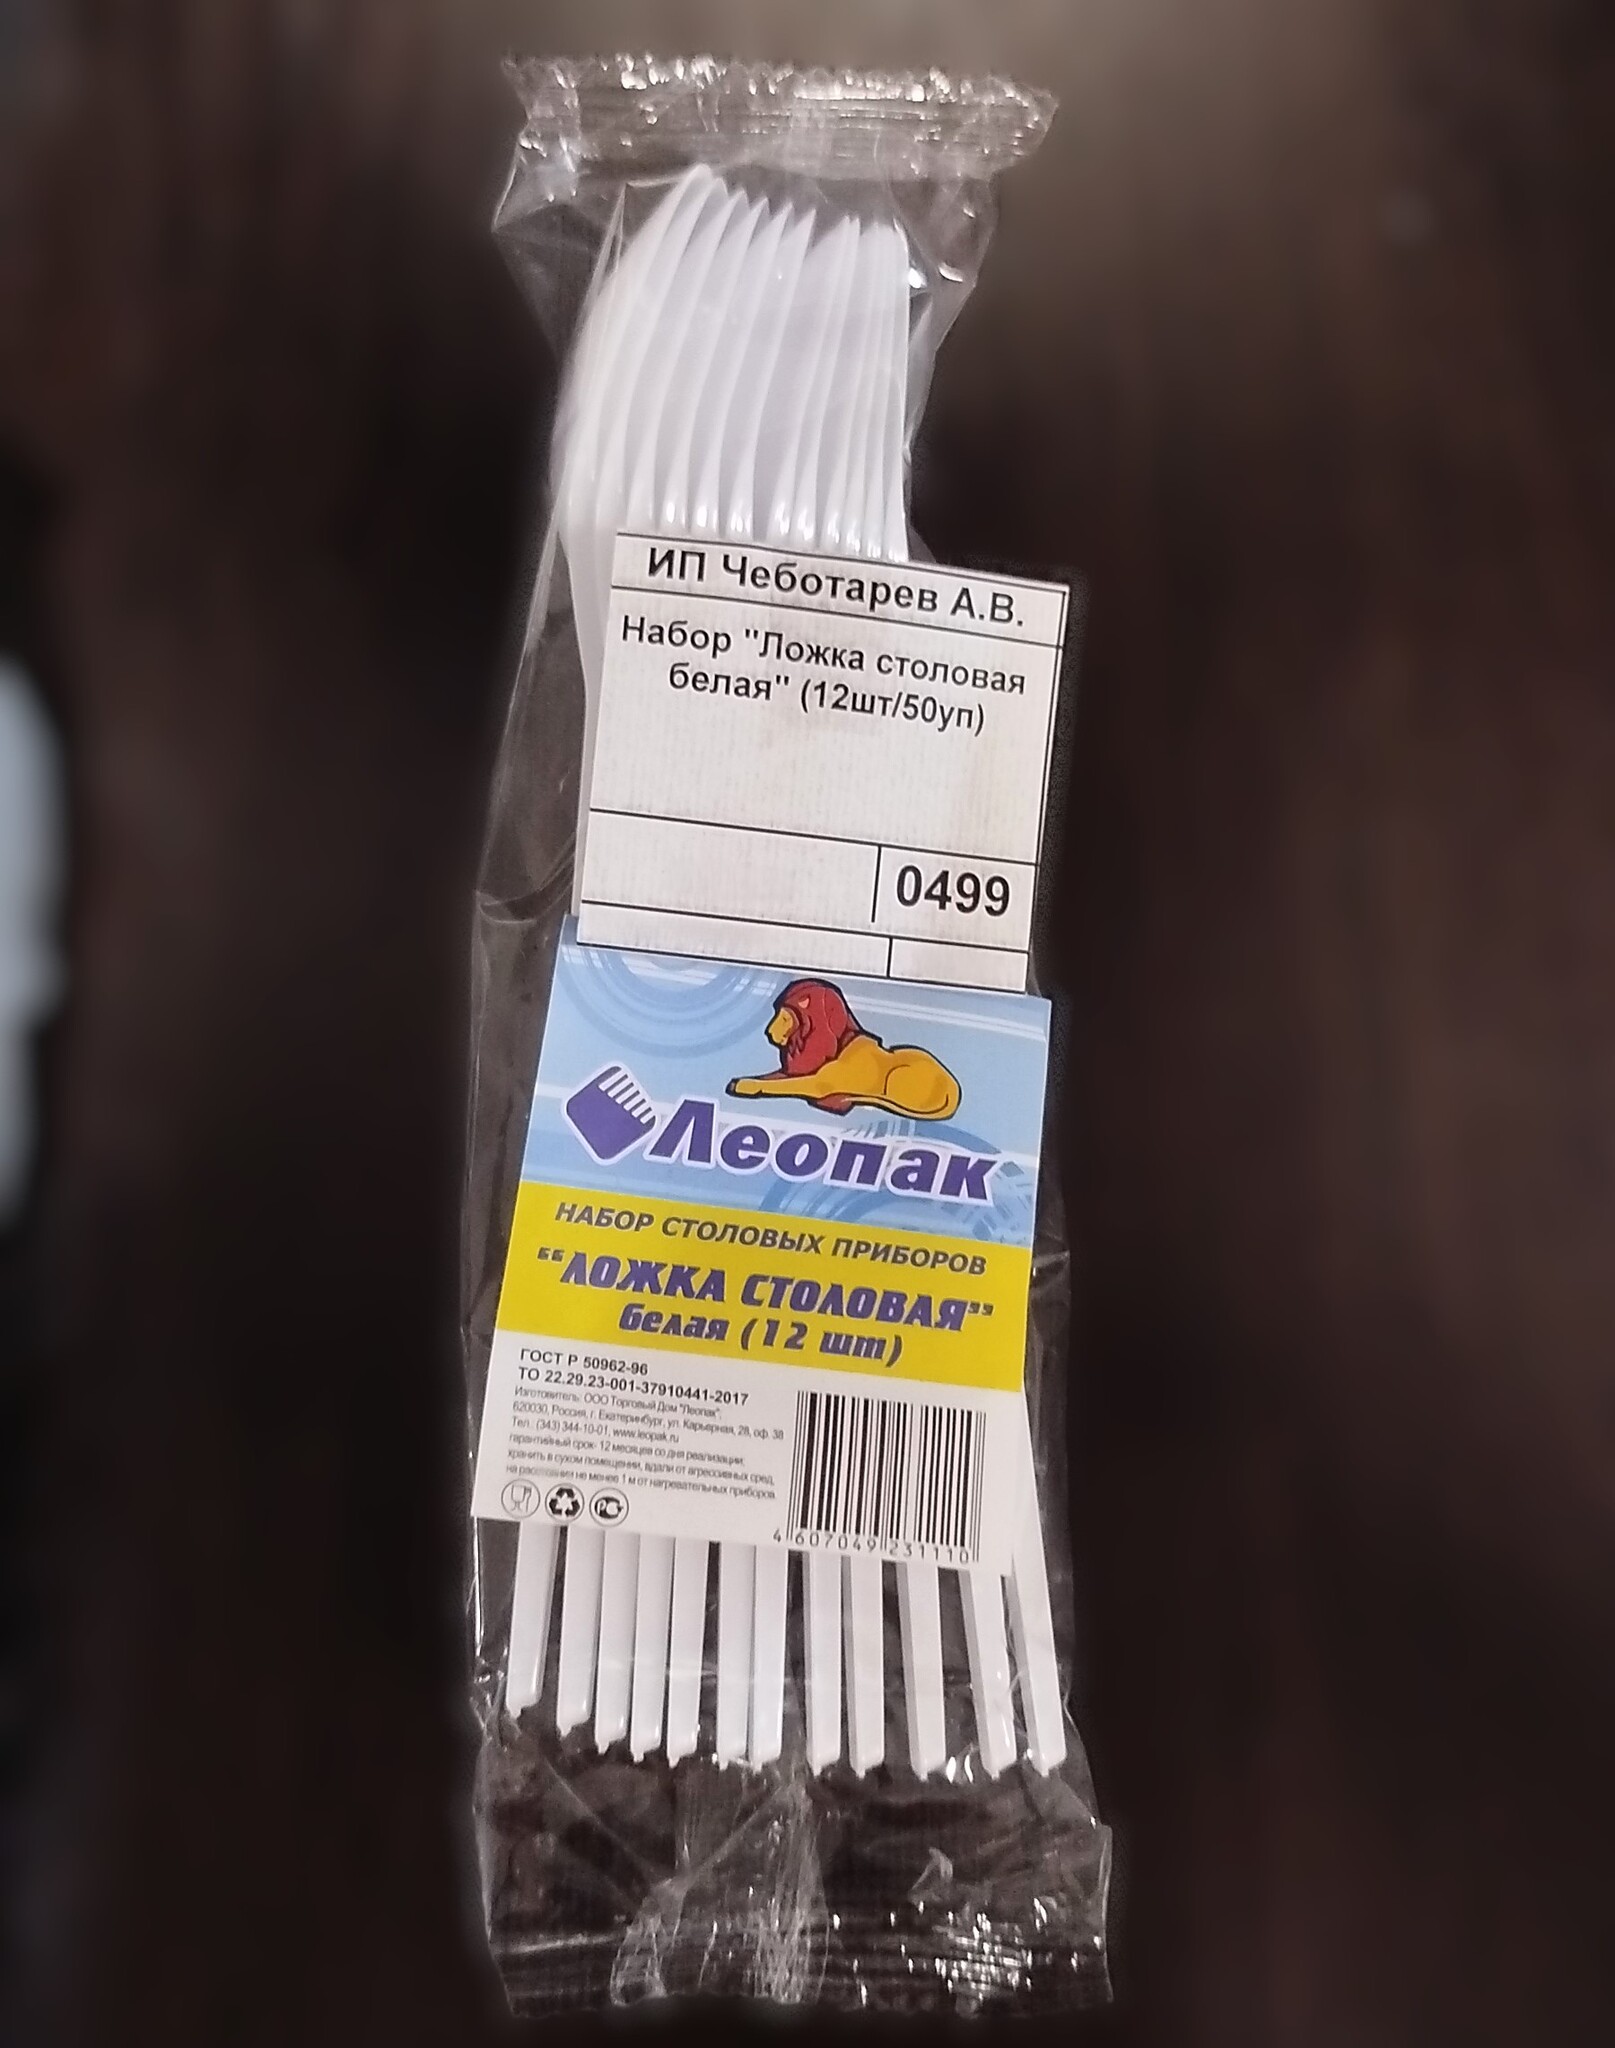 ИП Чеботарев А.В.
Набор "Ложка столовая
белая" (12шт/50уп)
0499
Леопак
НАБОР СТОЛОВЫХ ПРИБОРОВ
“ЛОЖКА СТОЛОВАЯ”
белая (12 шт)
ГОСТ Р 50962-96
ТО 22.29.23-001-37910441-2017
Изготовитель: ООО Торговый Дом "Леопак";
620030, Россия, г. Екатеринбург, ул. Карьерная, 28, оф. 38
Тел.: (343) 344-10-01, www.leopak.ru
гарантийный срок- 12 месяцев со дня реализации;
хранить в сухом помещении, вдали от агрессивных сред,
на расстоянии не менее 1 м от нагревательных приборов
РСТ
4 607049 231110